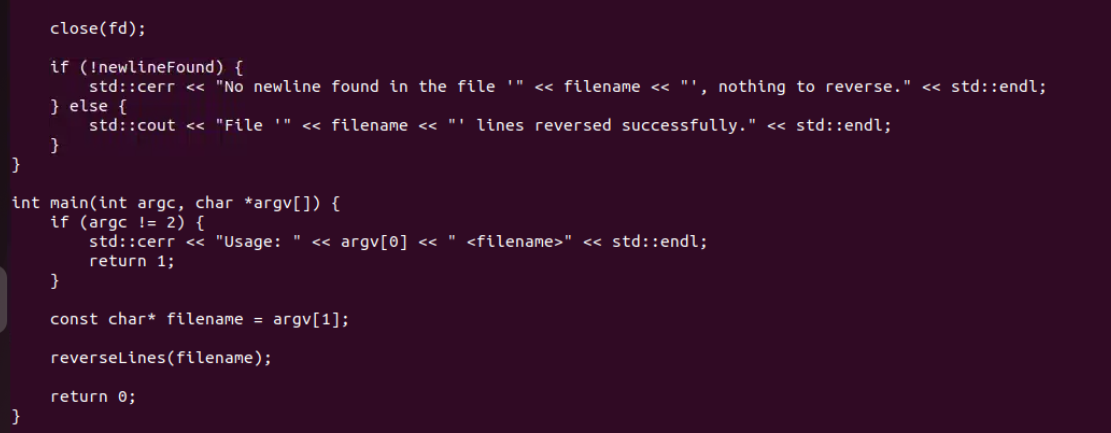 close(fd);

    if (!newlineFound) {
        std::cerr << "No newline found in the file '" << filename << "', nothing to reverse." << std::endl;
    } else {
        std::cout << "File '" << filename << "' lines reversed successfully." << std::endl;
    }
}

int main(int argc, char *argv[]) {
    if (argc != 2) {
        std::cerr << "Usage: " << argv[0] << " <filename>" << std::endl;
        return 1;
    }

    const char* filename = argv[1];

    reverseLines(filename);

    return 0;
}